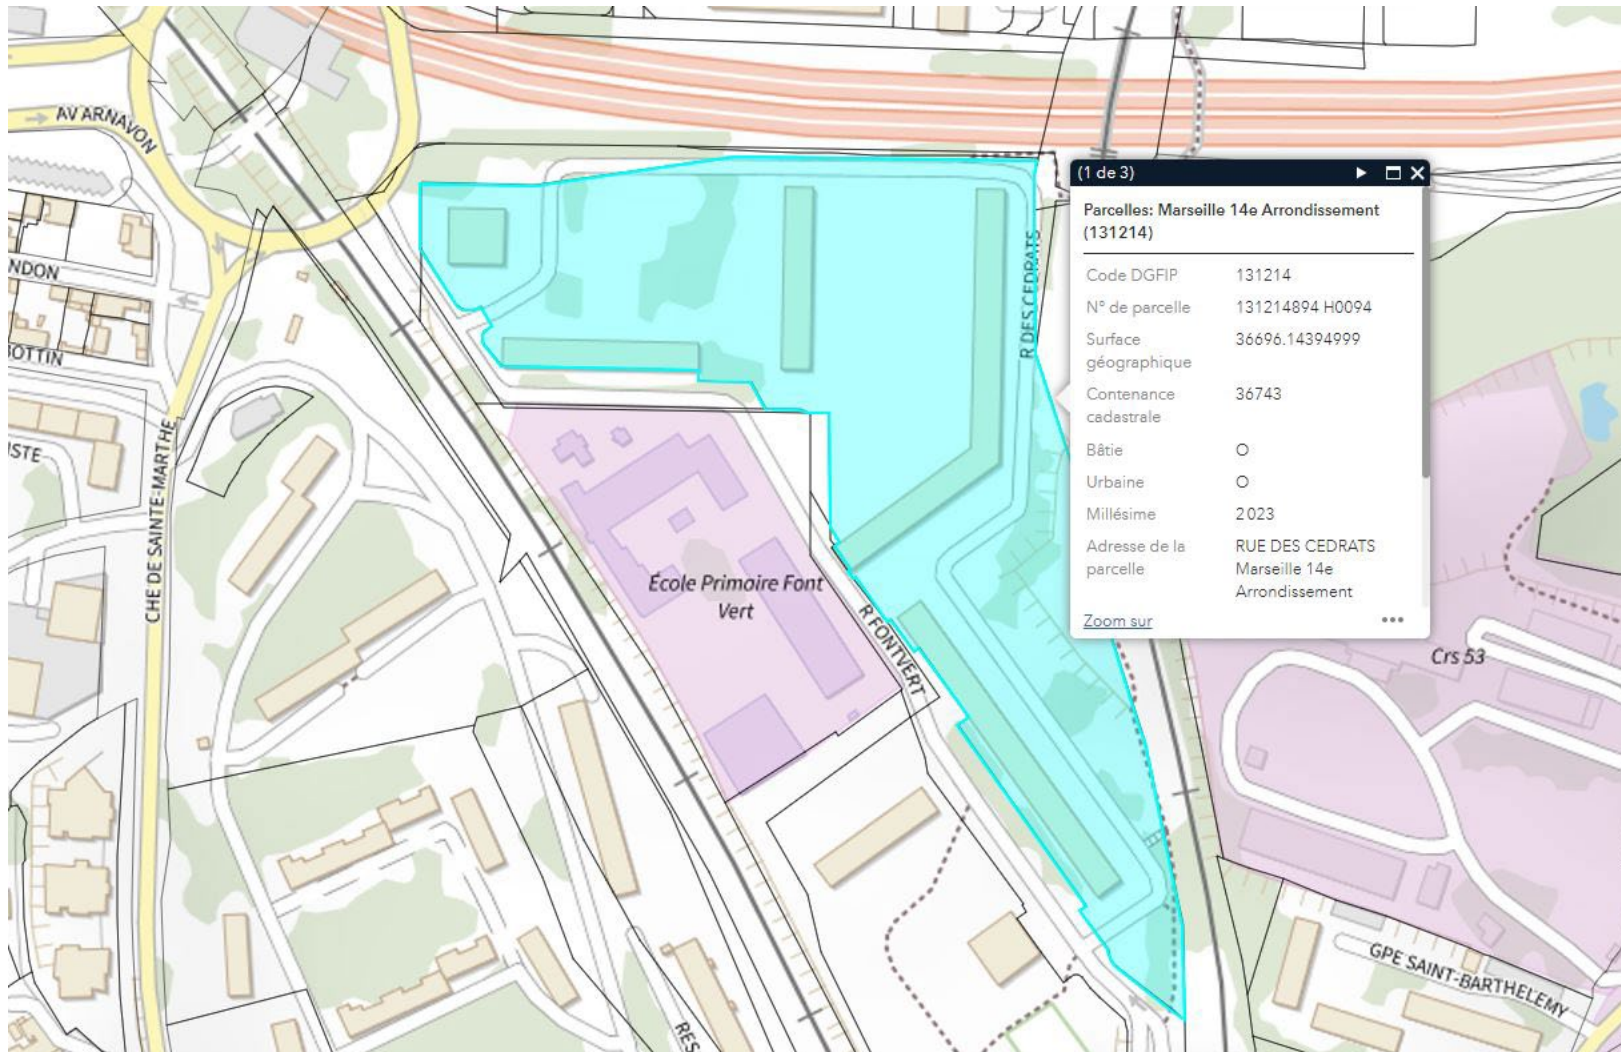 AV ARNAVON
(1 de 3)
Parcelles: Marseille 14e Arrondissement
(131214)
Code DGFIP 131214
N° de parcelle 131214894 H0094
Surface 36696.14394999
géographique
Contenance 36743
cadastrale
Bâtie O
Urbaine O
Millésime 2023
Adresse de la RUE DES CEDRATS
parcelle Marseille 14e
Arrondissement
Zoom sur
R DES CEDRATS
NDON
BOTTIN
STE
CHE DE SAINTE-MARTHE
École Primaire Font
Vert
R FONTVERT
Crs 53
GPE SAINT-BARTHELEMY
RES